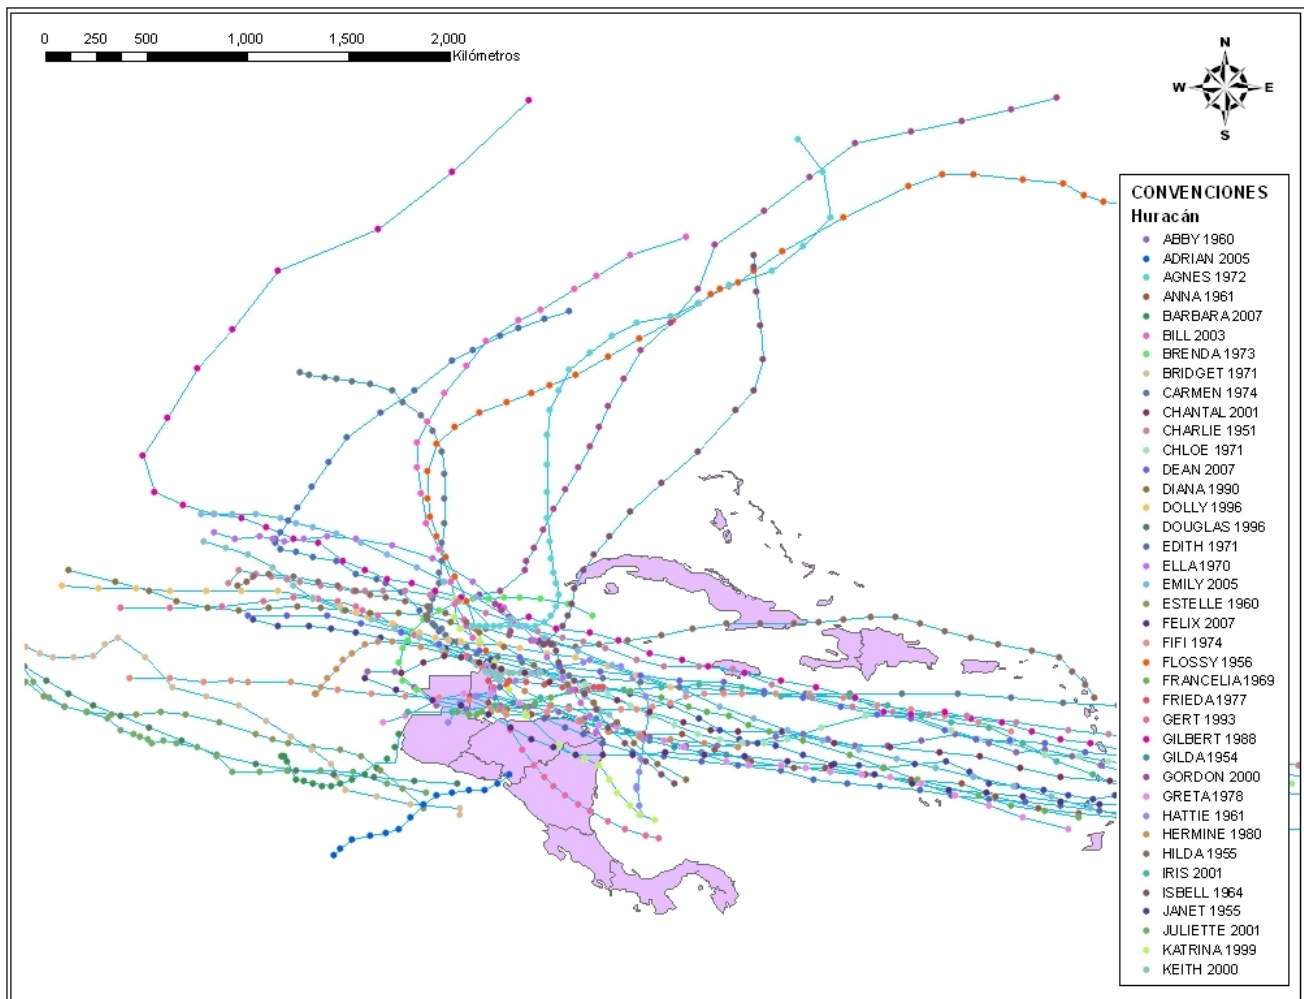 0 250 500 1,000 1,500 2,000
Kilómetros
N
W E
S
CONVENCIONES
Huracán
ABBY 1960
ADRIAN 2005
AGNES 1972
ANNA 1961
BARBARA 2007
BILL 2003
BRENDA 1973
BRIDGET 1971
CARMEN 1974
CHANTAL 2001
CHARLIE 1951
CHLOE 1971
DEAN 2007
DIANA 1990
DOLLY 1996
DOUGLAS 1996
EDITH 1971
ELLA 1970
EMILY 2005
ESTELLE 1960
FELIX 2007
FIFI 1974
FLOSSY 1956
FRANCELIA 1969
FRIEDA 1977
GERT 1993
GILBERT 1988
GILDA 1954
GORDON 2000
GRETA 1978
HATTIE 1961
HERMINE 1980
HILDA 1955
IRIS 2001
ISBELL 1964
JANET 1955
JULIETTE 2001
KATRINA 1999
KEITH 2000